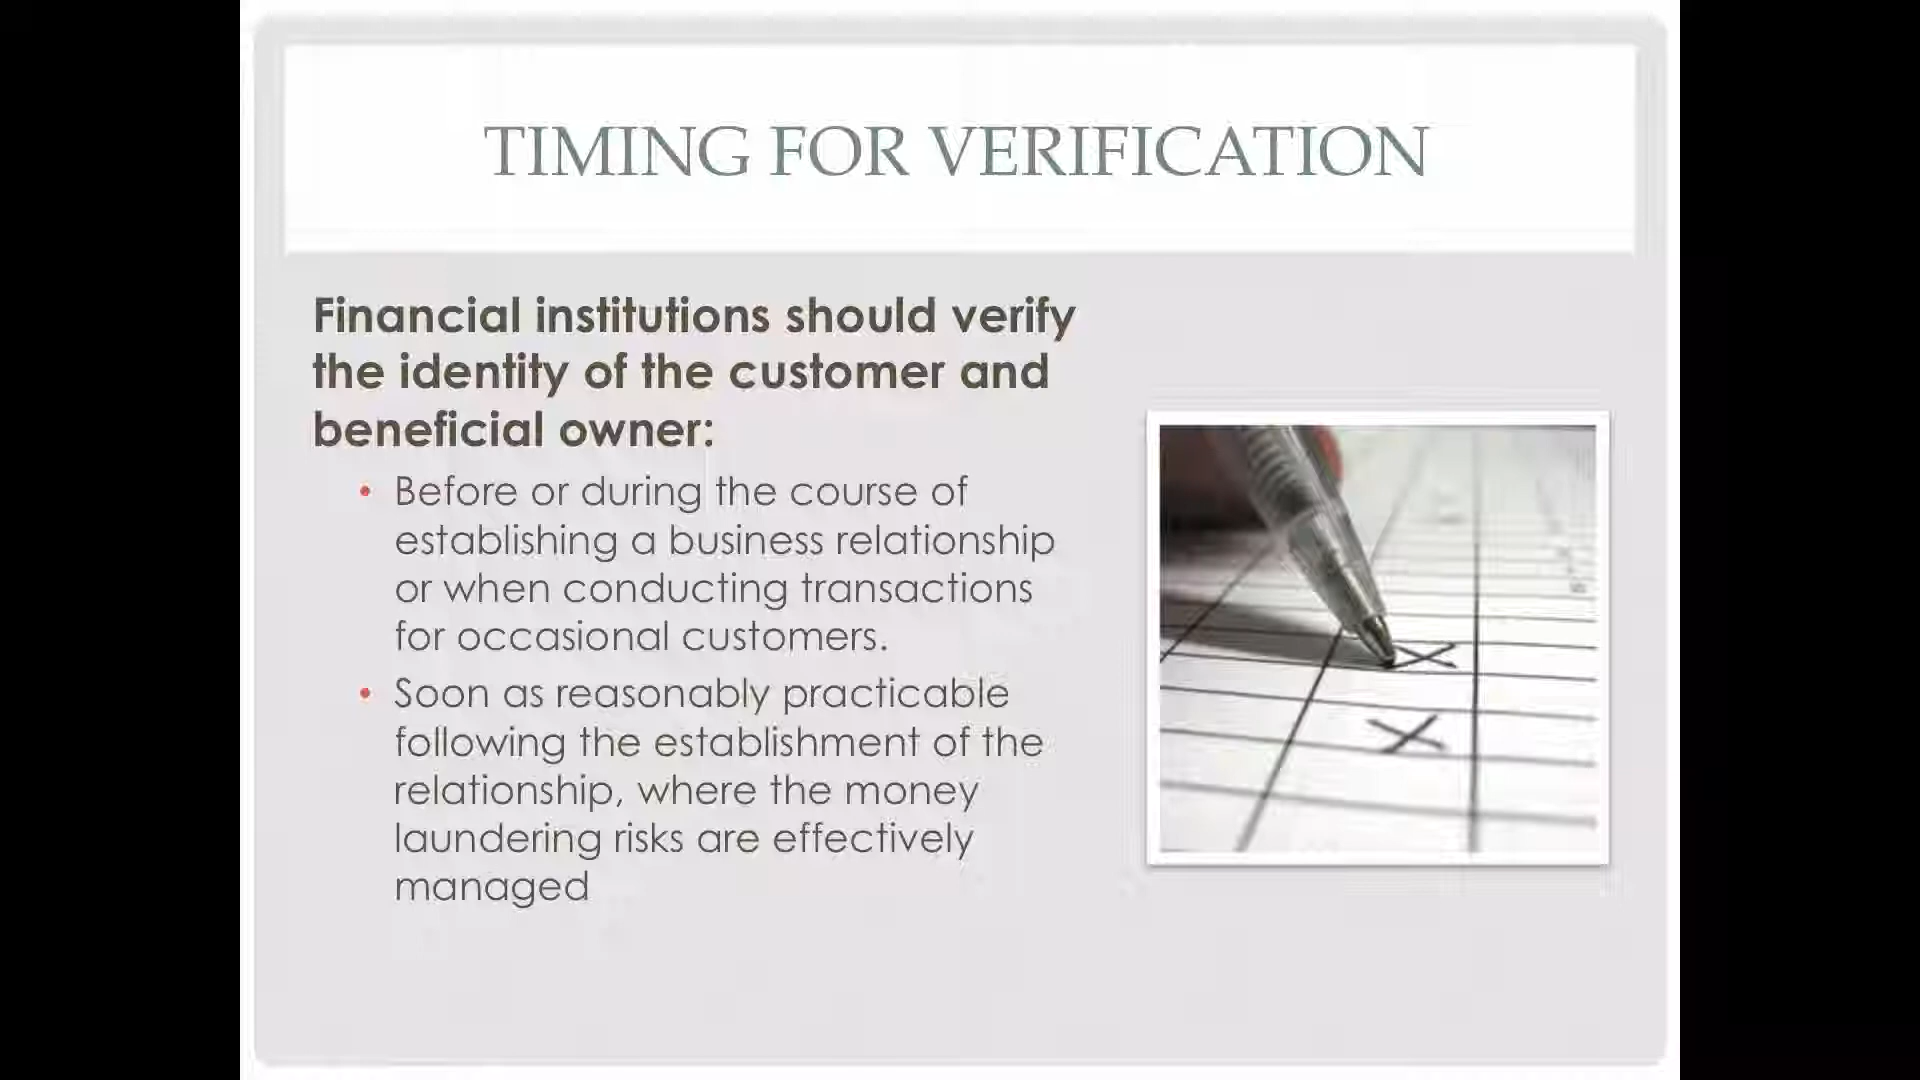 TIMING FOR VERIFICATION
Financial institutions should verify
the identity of the customer and
beneficial owner:
• Before or during the course of
establishing a business relationship
or when conducting transactions
for occasional customers.
• Soon as reasonably practicable
following the establishment of the
relationship, where the money
laundering risks are effectively
managed